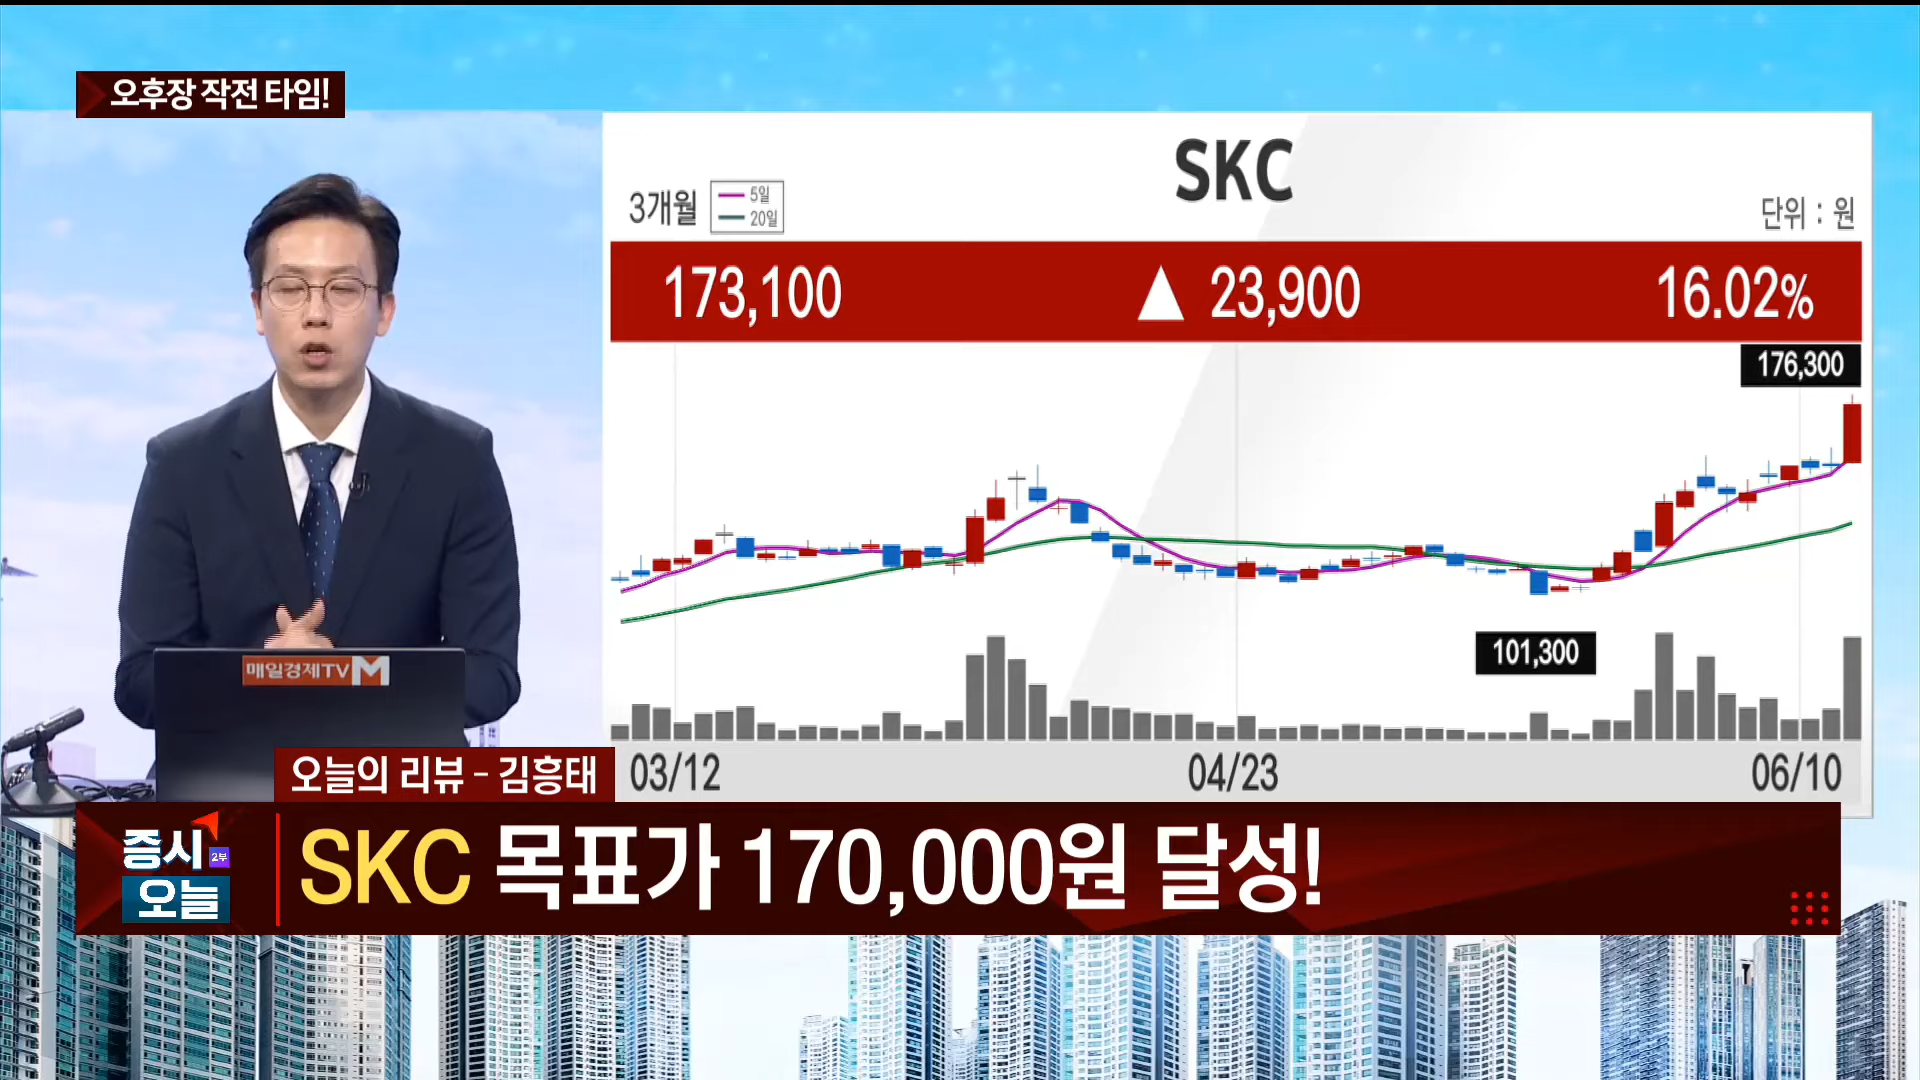 오후장 작전 타임!
SKC
3개월
5일
20일
단위 : 원
173,100 ▲ 23,900 16.02%
176,300
101,300
매일경제TV M
03/12 04/23 06/10
오늘의 리뷰 - 김흥태
증시 2부
오늘
SKC 목표가 170,000원 달성!